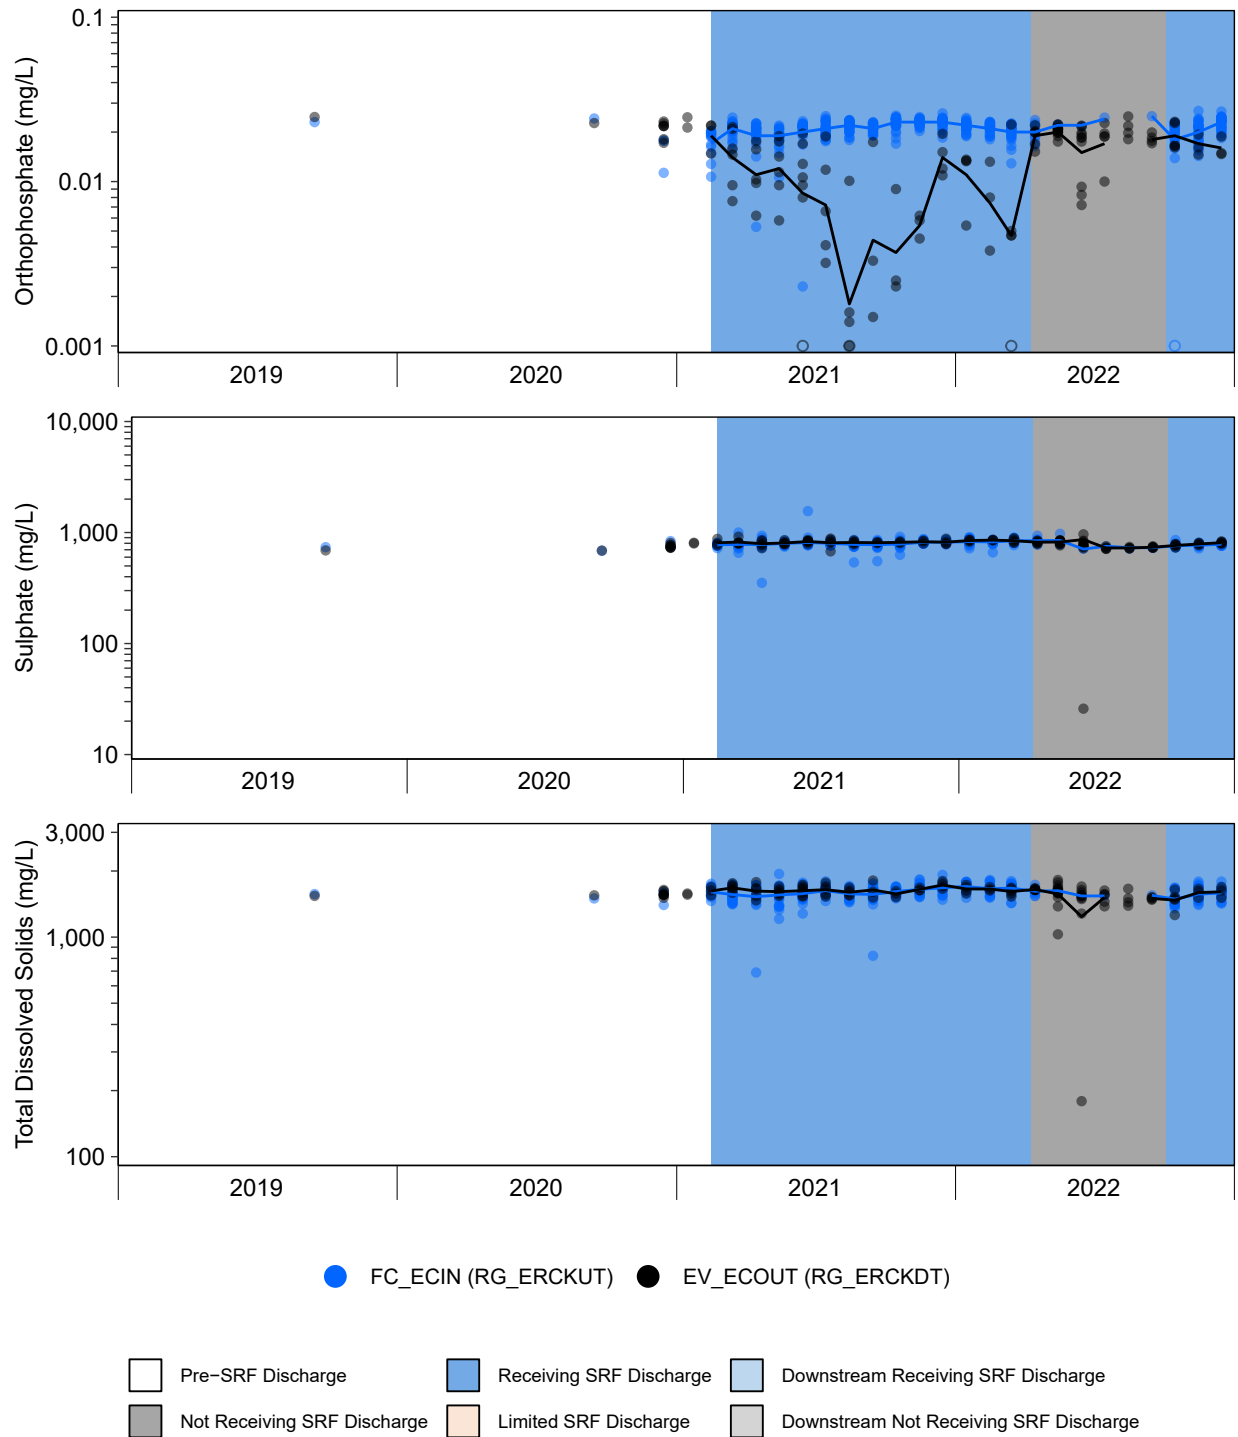 0.1
0.01
0.001
Orthophosphate (mg/L)
2019 2020 2021 2022
10,000
1,000
100
10
Sulphate (mg/L)
2019 2020 2021 2022
3,000
1,000
100
Total Dissolved Solids (mg/L)
2019 2020 2021 2022
FC_ECIN (RG_ERCKUT) EV_ECOUT (RG_ERCKDT)
Pre−SRF Discharge Receiving SRF Discharge Downstream Receiving SRF Discharge
Not Receiving SRF Discharge Limited SRF Discharge Downstream Not Receiving SRF Discharge